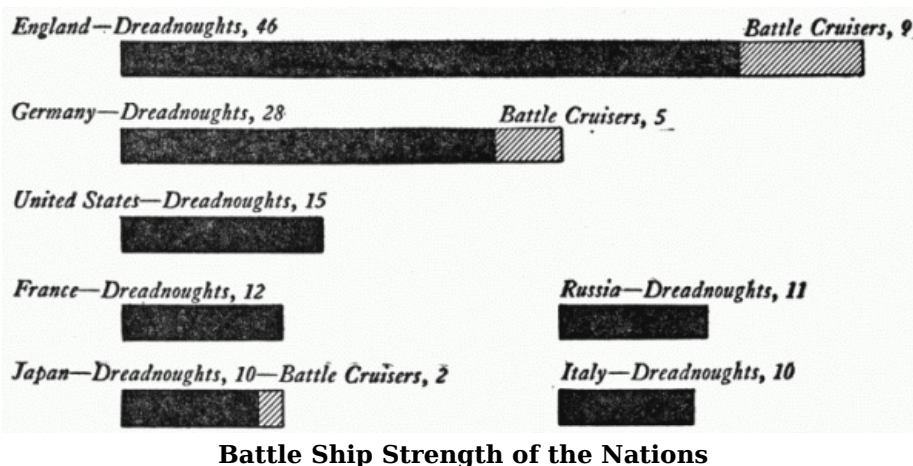 England—Dreadnoughts, 46 Battle Cruisers, 9
Germany—Dreadnoughts, 28 Battle Cruisers, 5
United States—Dreadnoughts, 15
France—Dreadnoughts, 12 Russia—Dreadnoughts, 11
Japan—Dreadnoughts, 10—Battle Cruisers, 2 Italy—Dreadnoughts, 10
Battle Ship Strength of the Nations